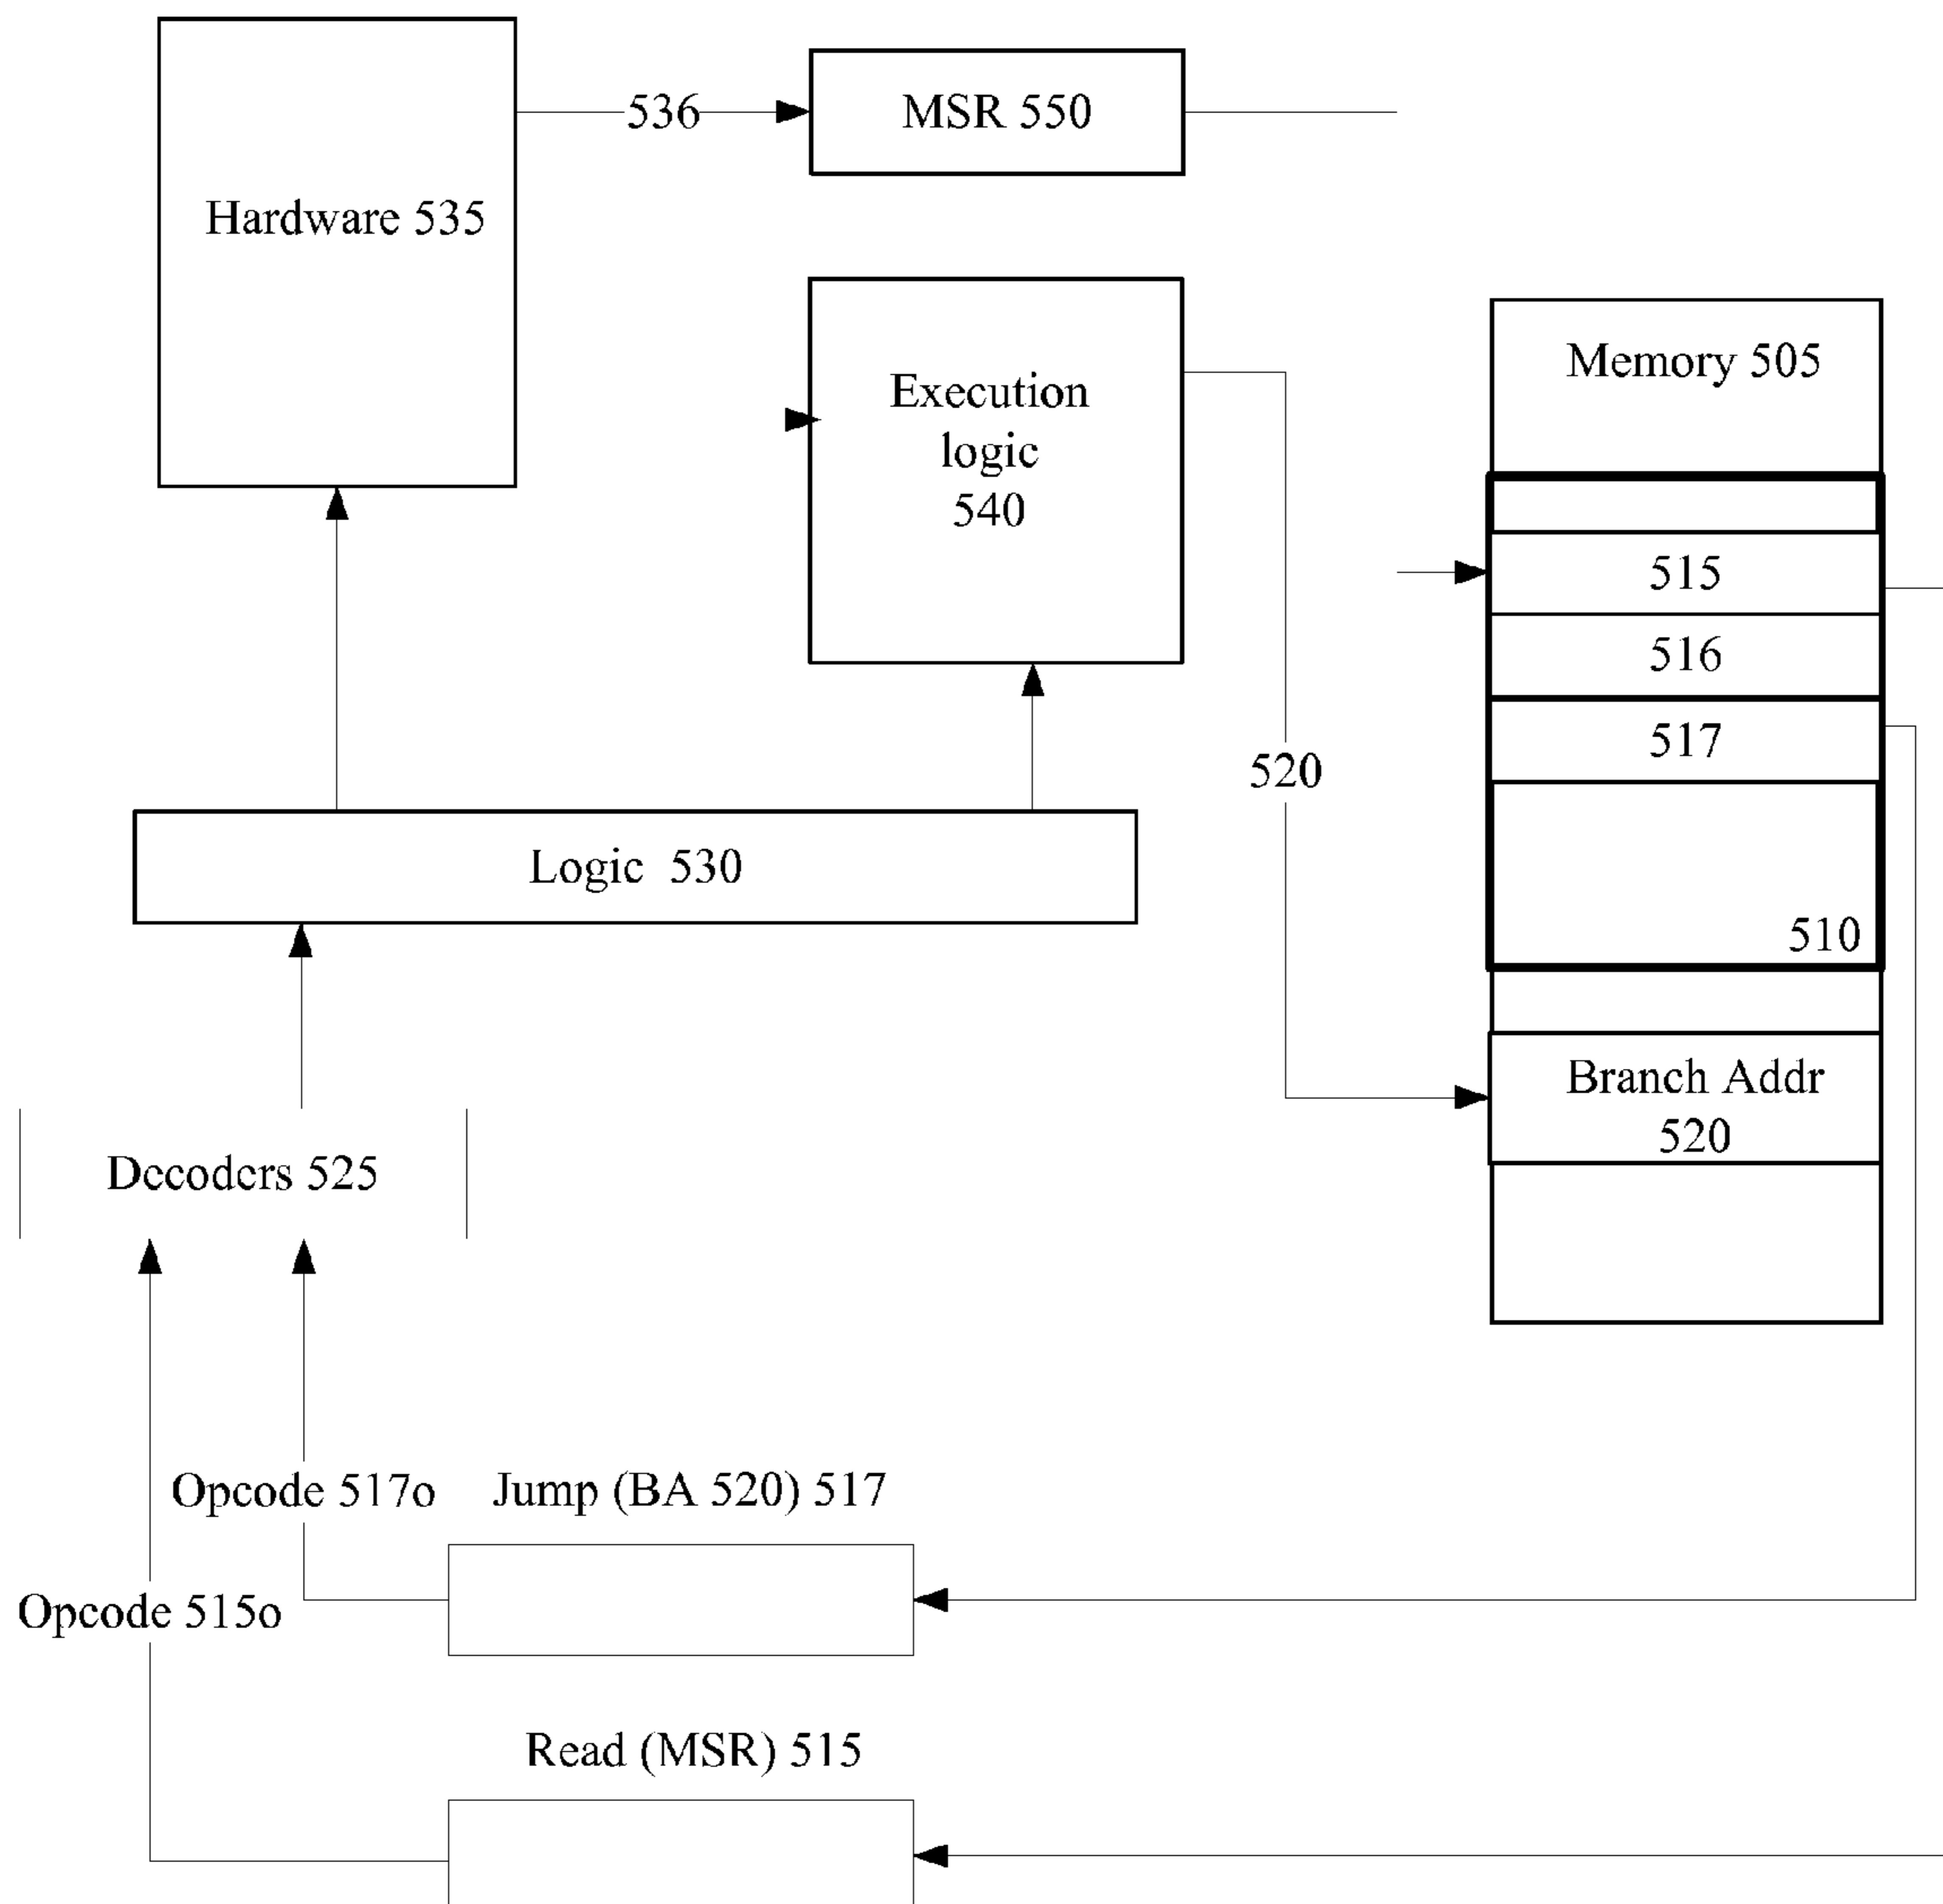 536
MSR 550
Hardware 535
Execution
logic
540
Memory 505
515
516
517
520
Logic 530
510
Branch Addr
520
Decoders 525
Opcode 517o
Jump (BA 520) 517
Opcode 515o
Read (MSR) 515